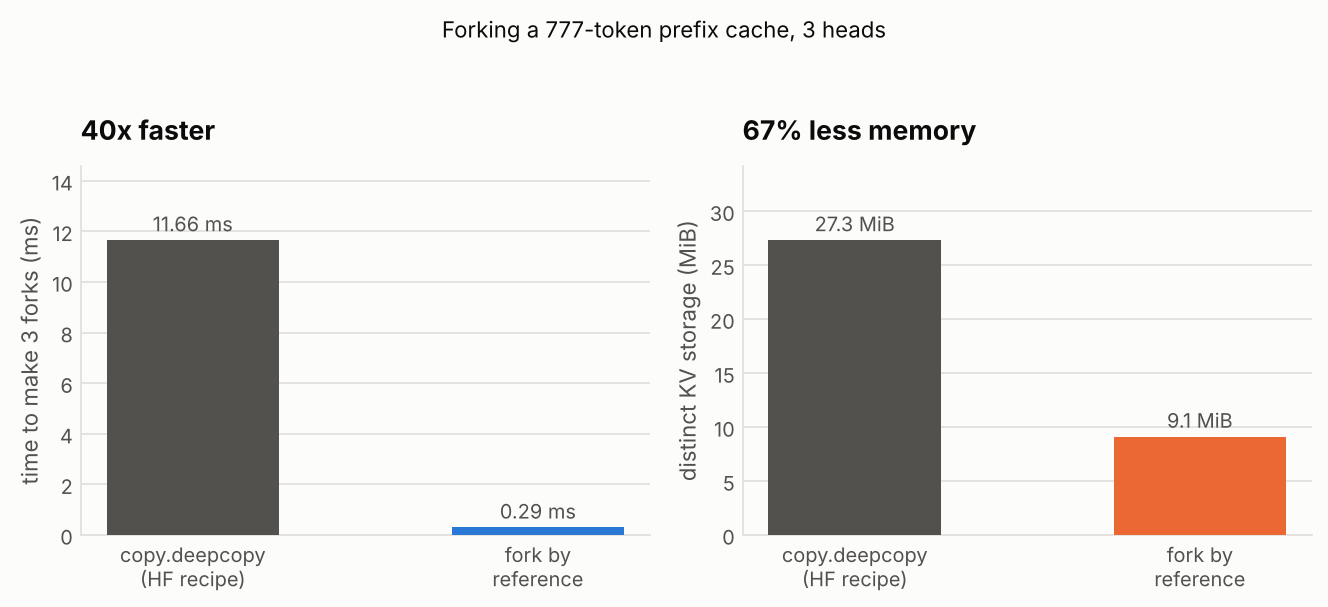 Forking a 777-token prefix cache, 3 heads
40x faster
time to make 3 forks (ms)
14
12
10
8
6
4
2
0
11.66 ms
0.29 ms
copy.deepcopy
(HF recipe)
fork by
reference
67% less memory
distinct KV storage (MiB)
30
25
20
15
10
5
0
27.3 MiB
9.1 MiB
copy.deepcopy
(HF recipe)
fork by
reference